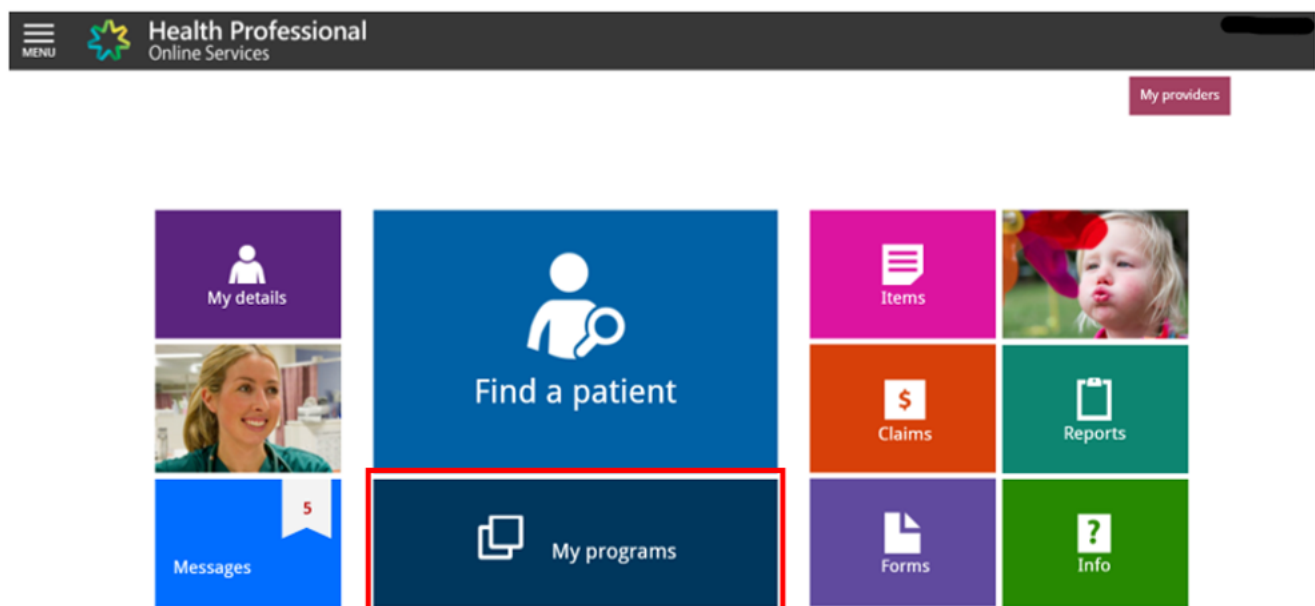 MENU
Health Professional
Online Services
My providers
My details
Find a patient
Items
Claims
$
Reports
5
Messages
My programs
Forms
?
Info